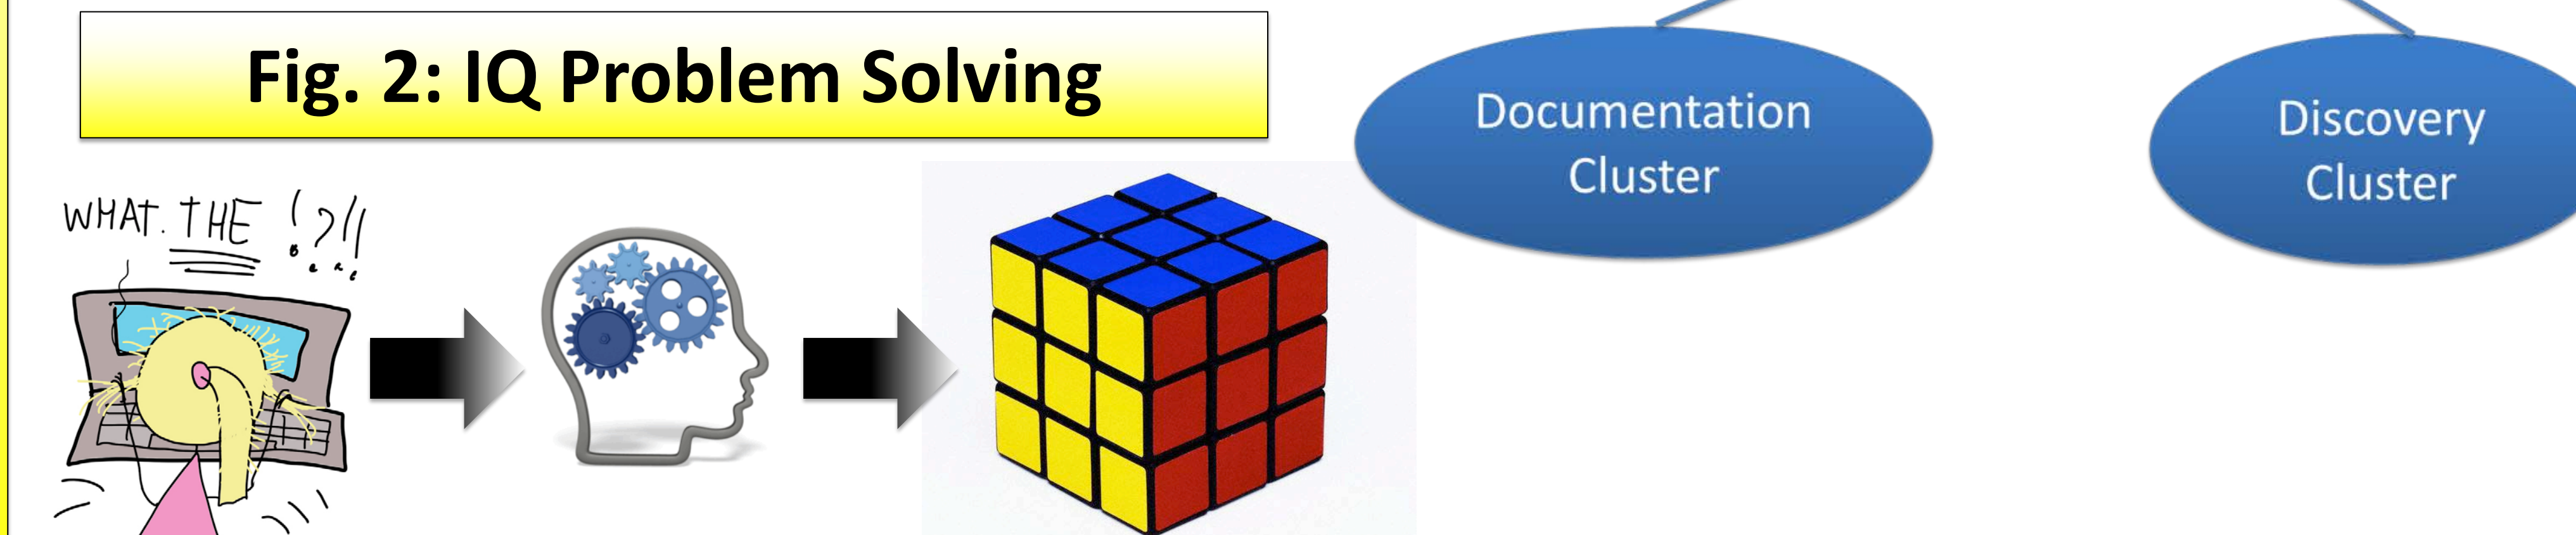 Fig. 2: IQ Problem Solving
WHAT. THE !?!!
Documentation
Cluster
Discovery
Cluster